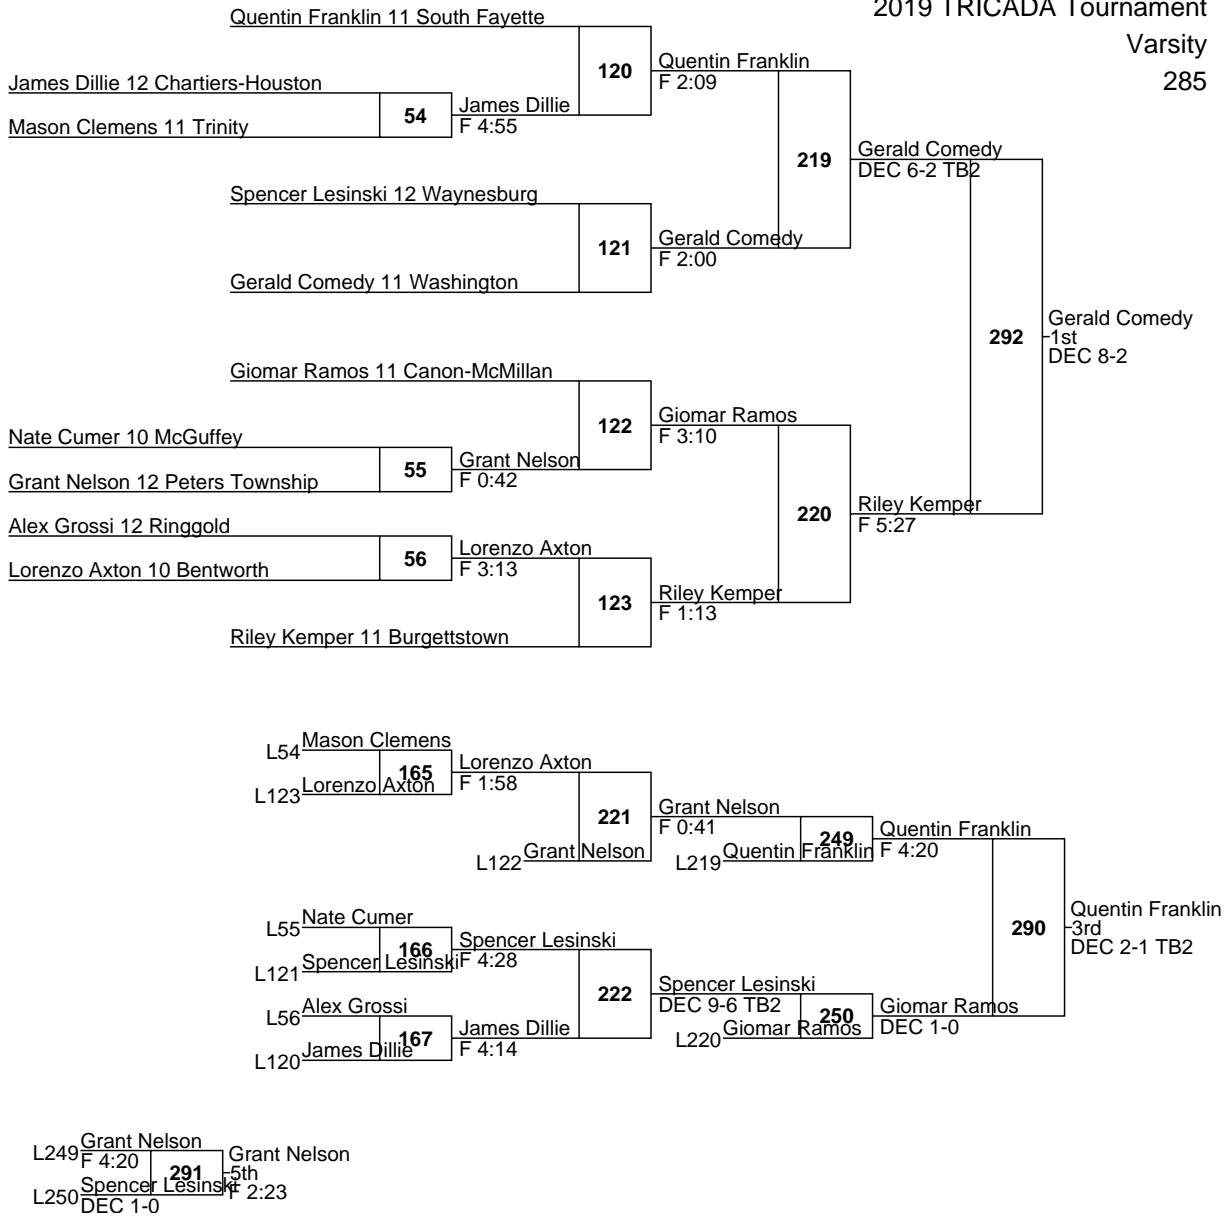 2019 TRICADA Tournament
Varsity
285
Quentin Franklin 11 South Fayette
120
Quentin Franklin
F 2:09
James Dillie 12 Chartiers-Houston
54
James Dillie
F 4:55
Mason Clemens 11 Trinity
219
Gerald Comedy
DEC 6-2 TB2
Spencer Lesinski 12 Waynesburg
121
Gerald Comedy
F 2:00
Gerald Comedy 11 Washington
292
Gerald Comedy
1st
DEC 8-2
Giomar Ramos 11 Canon-McMillan
122
Giomar Ramos
F 3:10
Nate Cumer 10 McGuffey
55
Grant Nelson
F 0:42
Grant Nelson 12 Peters Township
220
Riley Kemper
F 5:27
Alex Grossi 12 Ringgold
56
Lorenzo Axton
F 3:13
Lorenzo Axton 10 Bentworth
123
Riley Kemper
F 1:13
Riley Kemper 11 Burgettstown
L54 Mason Clemens
165
Lorenzo Axton
F 1:58
L123 Lorenzo Axton
221
Grant Nelson
F 0:41
L122 Grant Nelson
249
Quentin Franklin
F 4:20
L219 Quentin Franklin
290
Quentin Franklin
3rd
DEC 2-1 TB2
L55 Nate Cumer
166
Spencer Lesinski
F 4:28
L121 Spencer Lesinski
222
Spencer Lesinski
DEC 9-6 TB2
L56 Alex Grossi
167
James Dillie
F 4:14
L120 James Dillie
250
Giomar Ramos
DEC 1-0
L220 Giomar Ramos
L249 Grant Nelson
F 4:20
291
Grant Nelson
5th
F 2:23
L250 Spencer Lesinski
DEC 1-0